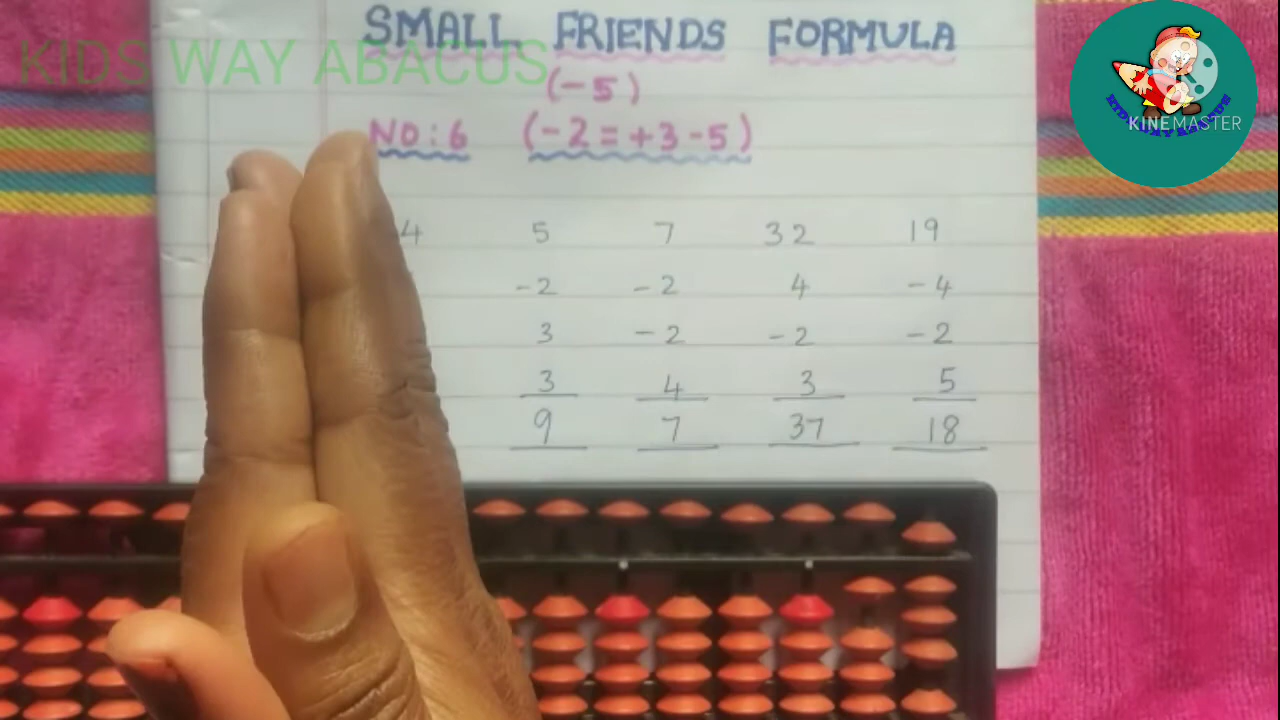 SMALL FRIENDS FORMULA
KIDS WAY ABACUS
(-5)
NO:6 (-2=+3-5)
KINEMASTER
4 5 7 32 19
-2 -2 4 -4
3 -2 -2 -2
3 4 3 5
9 7 37 18